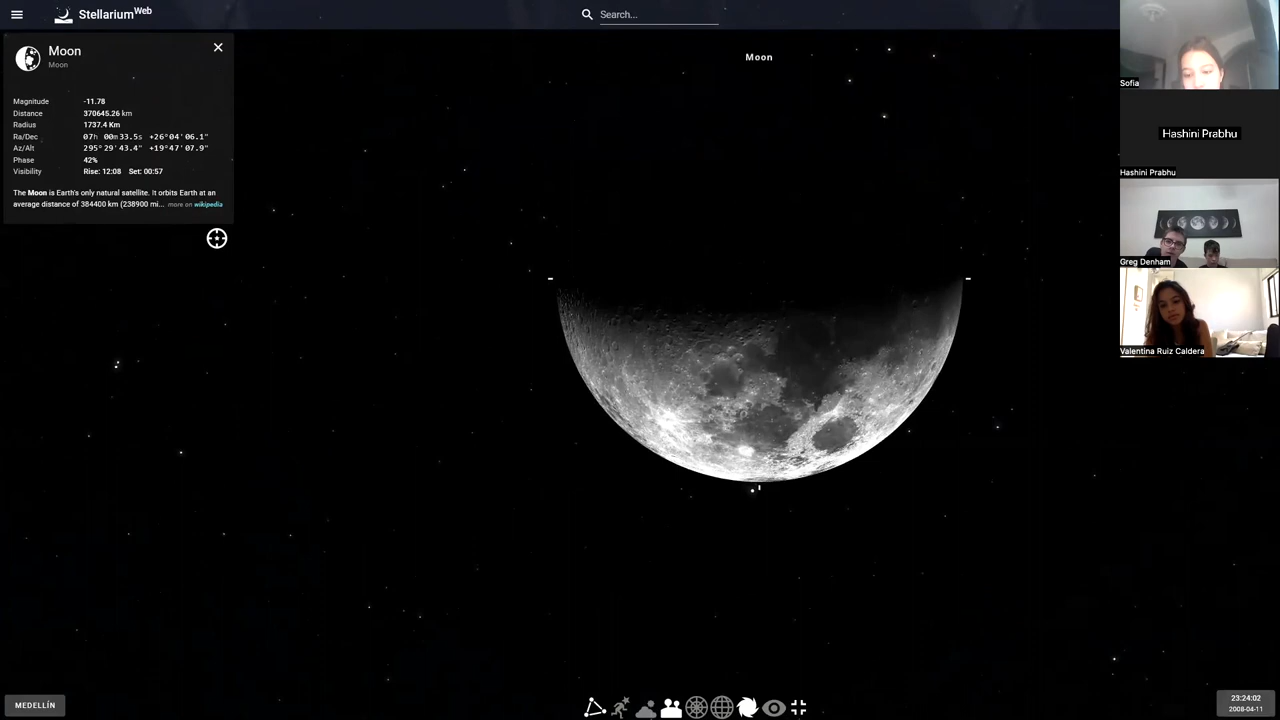 StellariumWeb
Search...
Moon
Moon
Magnitude -11.78
Distance 370645.26 km
Radius 1737.4 Km
Ra/Dec 07h 00m33.5s +26°04'06.1"
Az/Alt 295°29'43.4" +19°47'07.9"
Phase 42%
Visibility Rise: 12:08 Set: 00:57
The Moon is Earth's only natural satellite. It orbits Earth at an
average distance of 384400 km (238900 mi... more on wikipedia
Moon
Sofia
Hashini Prabhu
Hashini Prabhu
Greg Denham
Valentina Ruiz Caldera
MEDELLÍN
23:24:02
2008-04-11